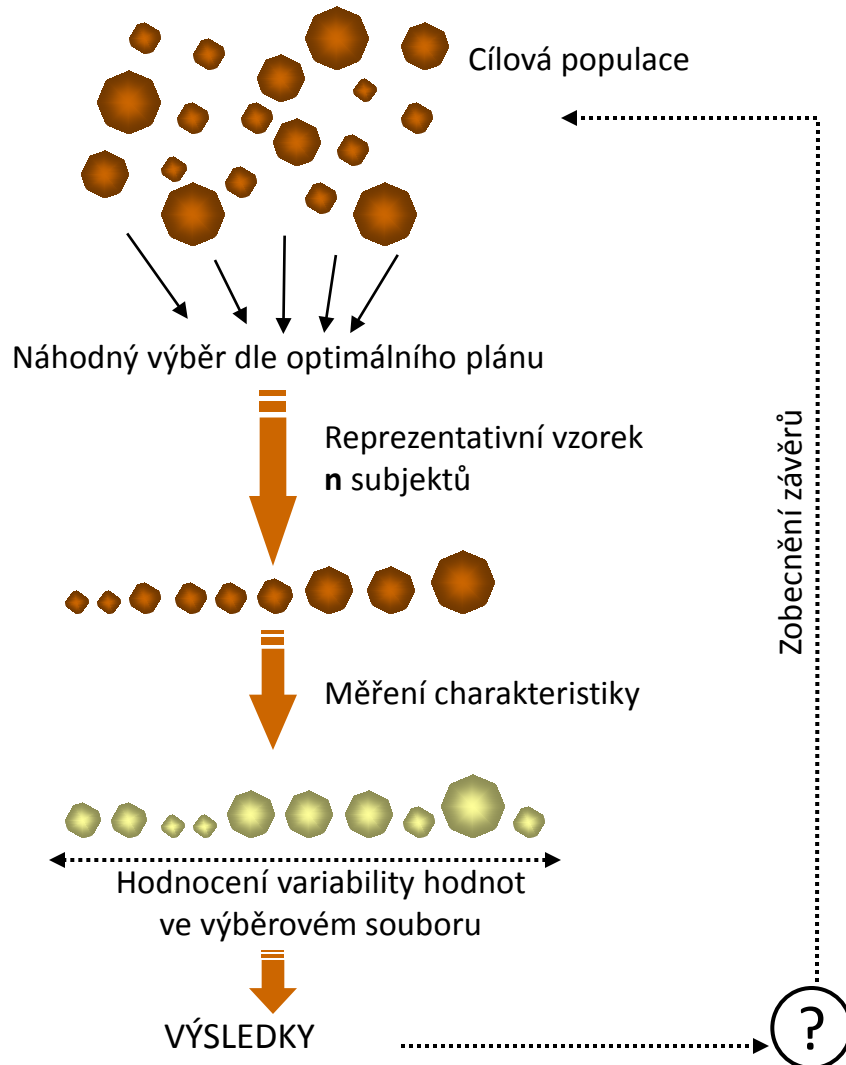 Cílová populace
Náhodný výběr dle optimálního plánu
Reprezentativní vzorek
n subjektů
Zobecnění závěrů
Měření charakteristiky
Hodnocení variability hodnot
ve výběrovém souboru
VÝSLEDKY
?